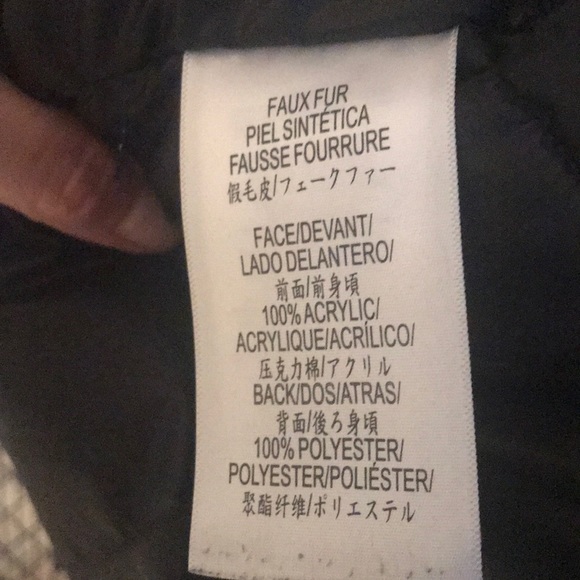 FAUX FUR
PIEL SINTÉTICA
FAUSSE FOURRURE
假毛皮/フェークファー
FACE/DEVANT/
LADO DELANTERO/
前面/前身頃
100% ACRYLIC/
ACRYLIQUE/ACRÍLICO/
压克力棉/アクリル
BACK/DOS/ATRAS/
背面/後ろ身頃
100% POLYESTER/
POLYESTER/POLIÉSTER/
聚酯纤维/ポリエステル